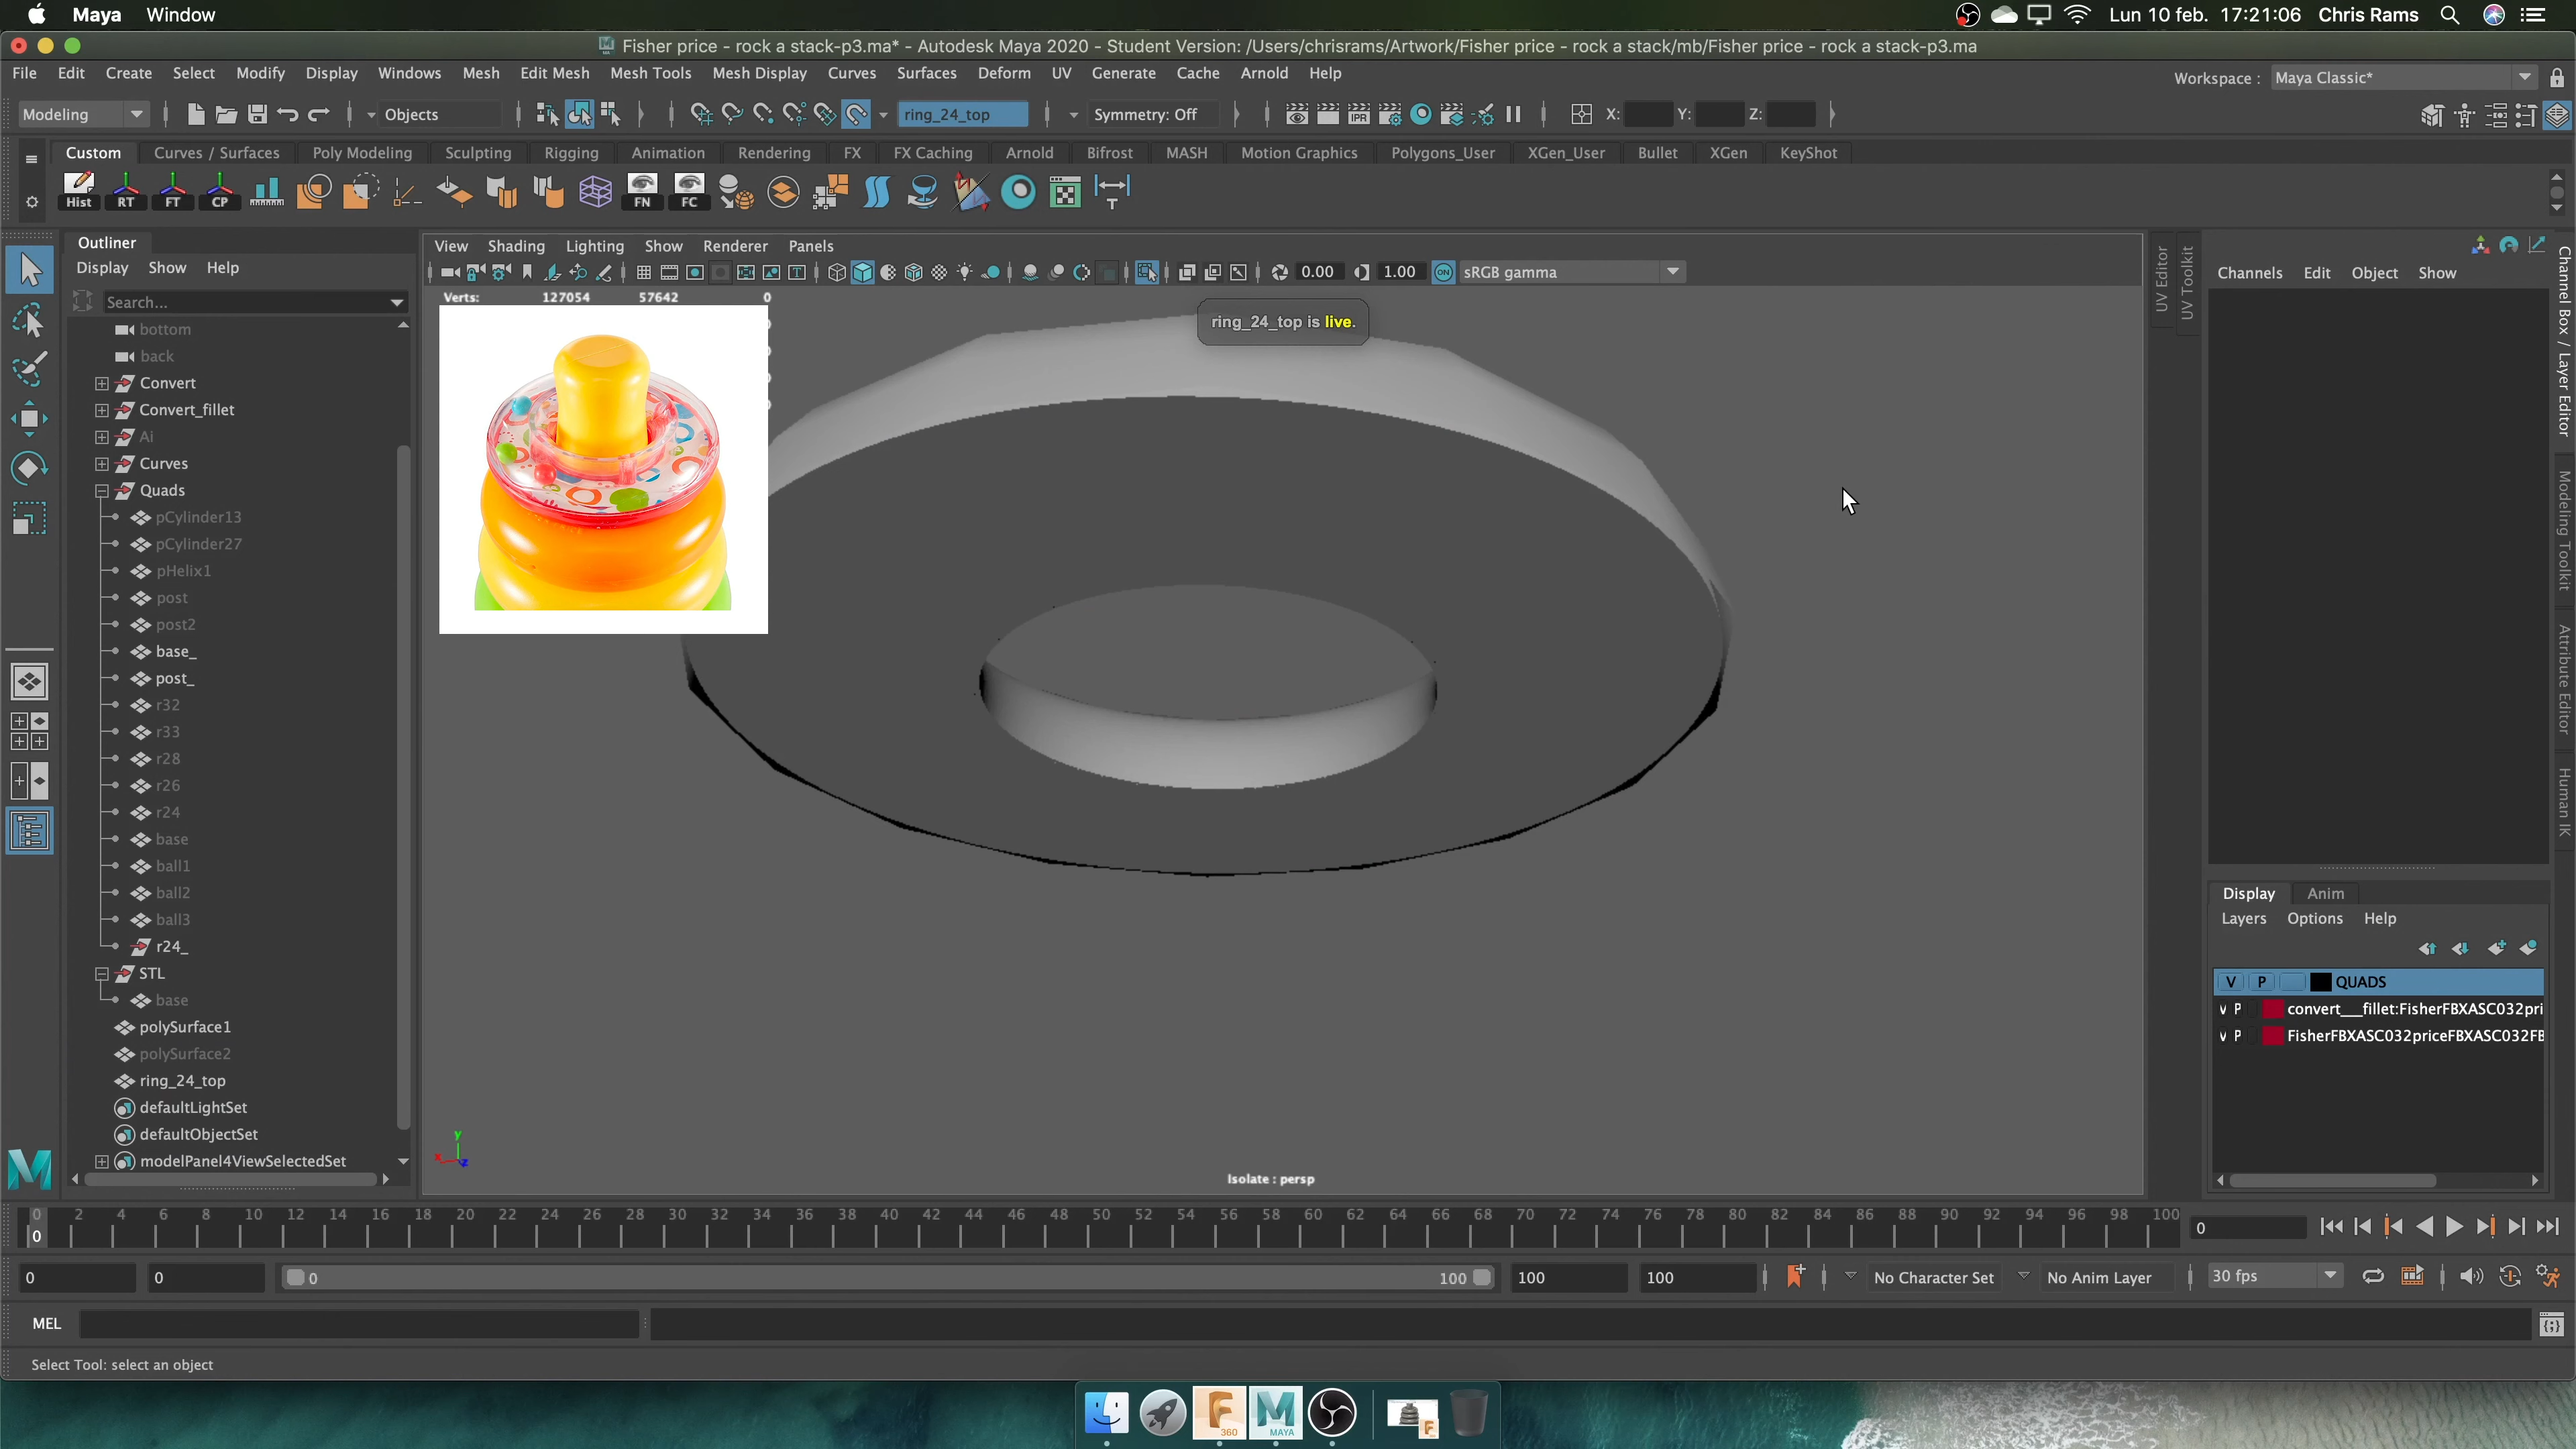 Maya Window
Lun 10 feb. 17:21:06 Chris Rams
Fisher price - rock a stack-p3.ma* - Autodesk Maya 2020 - Student Version: /Users/chrisrams/Artwork/Fisher price - rock a stack/mb/Fisher price - rock a stack-p3.ma
File Edit Create Select Modify Display Windows Mesh Edit Mesh Mesh Tools Mesh Display Curves Surfaces Deform UV Generate Cache Arnold Help
Workspace : Maya Classic*
Modeling Objects ring_24_top Symmetry: Off IPR X: Y: Z:
Custom Curves / Surfaces Poly Modeling Sculpting Rigging Animation Rendering FX FX Caching Arnold Bifrost MASH Motion Graphics Polygons_User XGen_User Bullet XGen KeyShot
Hist RT FT CP FN FC T
Outliner
Display Show Help
Search...
bottom
back
Convert
Convert_fillet
Ai
Curves
Quads
pCylinder13
pCylinder27
pHelix1
post
post2
base_
post_
r32
r33
r28
r26
r24
base
ball1
ball2
ball3
r24_
STL
base
polySurface1
polySurface2
ring_24_top
defaultLightSet
defaultObjectSet
modelPanel4ViewSelectedSet
View Shading Lighting Show Renderer Panels
0.00 1.00 ON sRGB gamma
Verts: 127054 57642 0
ring_24_top is live.
y
x
z
Isolate : persp
UV Editor
UV Toolkit
Channels Edit Object Show
Channel Box / Layer Editor
Modeling Toolkit
Attribute Editor
Human IK
Display Anim
Layers Options Help
V P QUADS
V P convert___fillet:FisherFBXASC032pri
V P FisherFBXASC032priceFBXASC032FB
0 2 4 6 8 10 12 14 16 18 20 22 24 26 28 30 32 34 36 38 40 42 44 46 48 50 52 54 56 58 60 62 64 66 68 70 72 74 76 78 80 82 84 86 88 90 92 94 96 98 100
0 0
0 0 0 100 100 100 No Character Set No Anim Layer 30 fps
MEL
Select Tool: select an object
360 MAYA